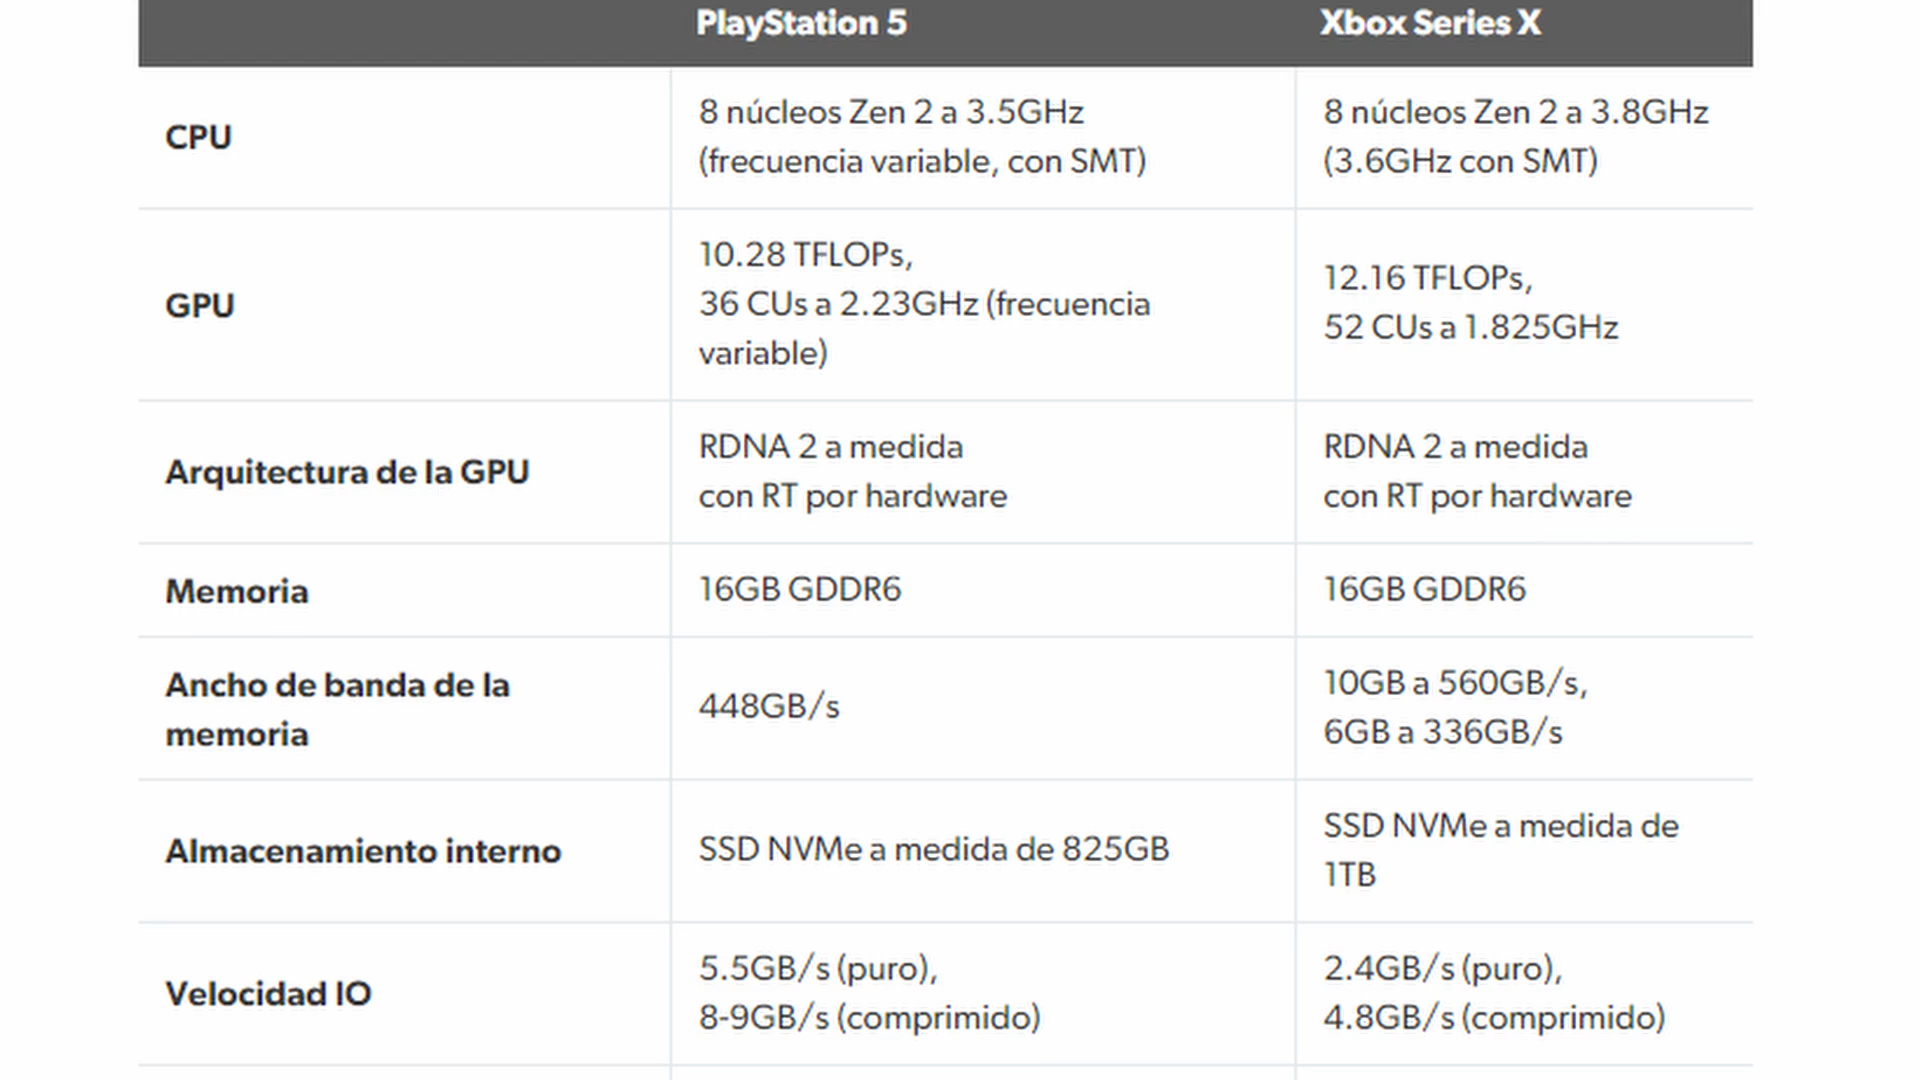 PlayStation 5
Xbox Series X
CPU
8 núcleos Zen 2 a 3.5GHz
(frecuencia variable, con SMT)
8 núcleos Zen 2 a 3.8GHz
(3.6GHz con SMT)
GPU
10.28 TFLOPs,
36 CUs a 2.23GHz (frecuencia
variable)
12.16 TFLOPs,
52 CUs a 1.825GHz
Arquitectura de la GPU
RDNA 2 a medida
con RT por hardware
RDNA 2 a medida
con RT por hardware
Memoria
16GB GDDR6
16GB GDDR6
Ancho de banda de la
memoria
448GB/s
10GB a 560GB/s,
6GB a 336GB/s
Almacenamiento interno
SSD NVMe a medida de 825GB
SSD NVMe a medida de
1TB
Velocidad IO
5.5GB/s (puro),
8-9GB/s (comprimido)
2.4GB/s (puro),
4.8GB/s (comprimido)